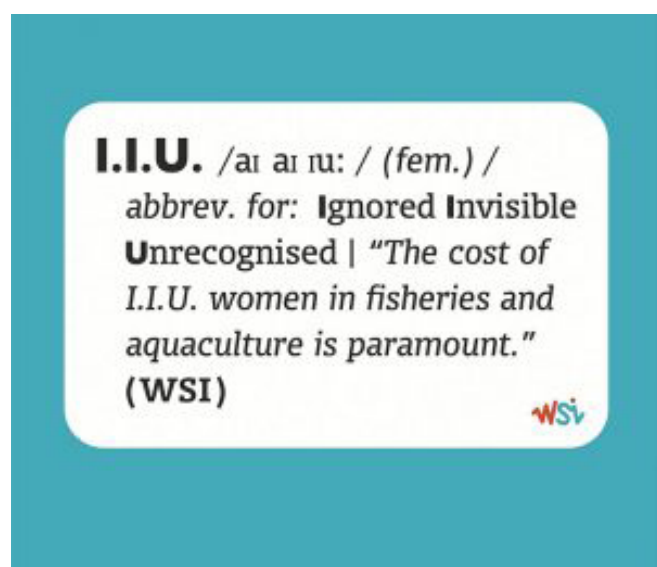 I.I.U. /aɪ aɪ ɪu: / (fem.) /
abbrev. for: Ignored Invisible
Unrecognised | “The cost of
I.I.U. women in fisheries and
aquaculture is paramount.”
(WSI)
WSi